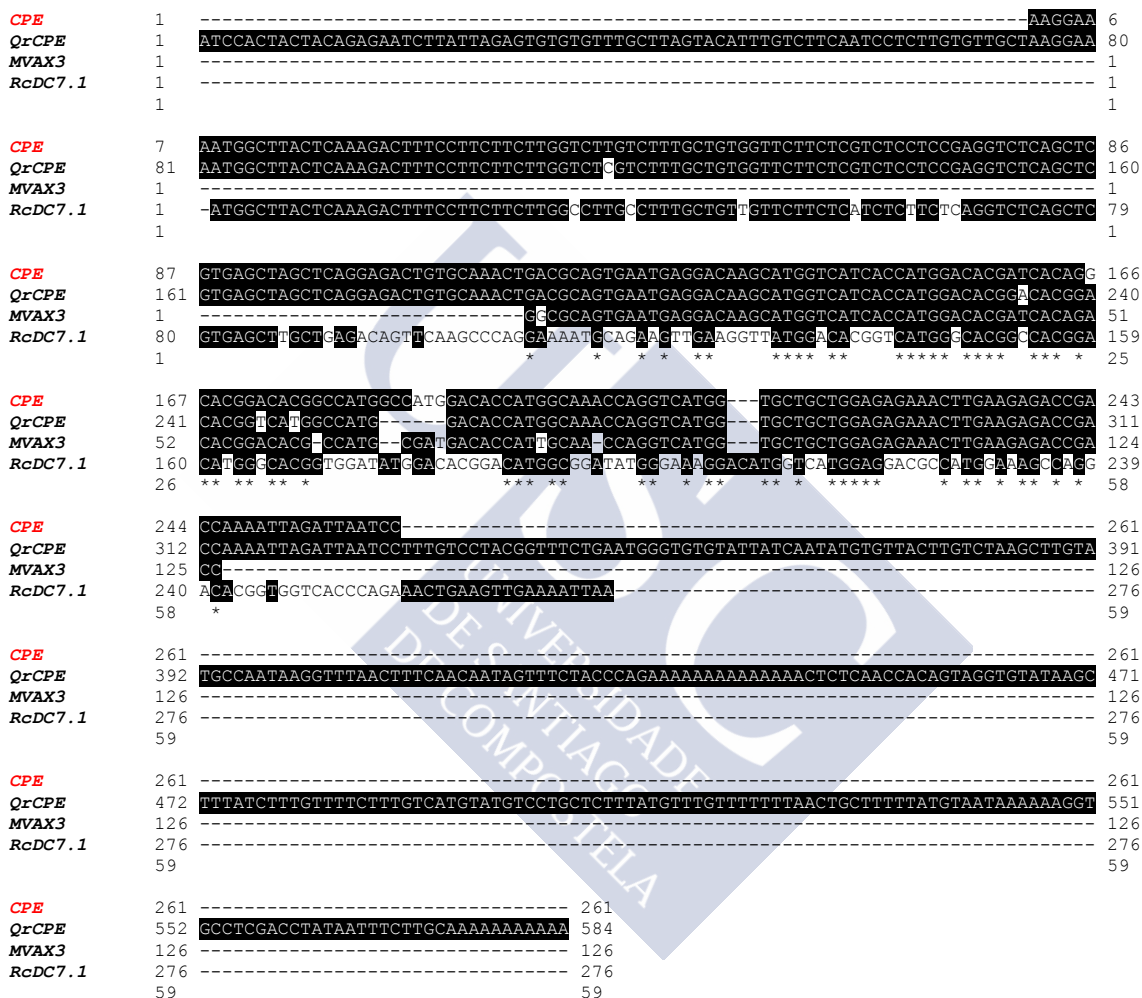 CPE 1 --------------------------------------------------------------------------AAGGAA 6
QrCPE 1 ATCCACTACTACAGAGAATCTTATTAGAGTGTGTGTTTGCTTAGTACATTTGTCTTCAATCCTCTTGTGTTGCTAAGGAA 80
MVAX3 1 -------------------------------------------------------------------------------- 1
RcDC7.1 1 -------------------------------------------------------------------------------- 1
1 1
CPE 7 AATGGCTTACTCAAAGACTTTCCTTCTTCTTGGTCTTGTCTTTGCTGTGGTTCTTCTCGTCTCCTCCGAGGTCTCAGCTC 86
QrCPE 81 AATGGCTTACTCAAAGACTTTCCTTCTTCTTGGTCTCGTCTTTGCTGTGGTTCTTCTCGTCTCCTCCGAGGTCTCAGCTC 160
MVAX3 1 -------------------------------------------------------------------------------- 1
RcDC7.1 1 -ATGGCTTACTCAAAGACTTTCCTTCTTCTTGGCCTTGCCTTTGCTGTTGTTCTTCTCATCTCTTCTCAGGTCTCAGCTC 79
1 1
CPE 87 GTGAGCTAGCTCAGGAGACTGTGCAAACTGACGCAGTGAATGAGGACAAGCATGGTCATCACCATGGACACGATCACAGG 166
QrCPE 161 GTGAGCTAGCTCAGGAGACTGTGCAAACTGACGCAGTGAATGAGGACAAGCATGGTCATCACCATGGACACGGACACGGA 240
MVAX3 1 -----------------------------GGCGCAGTGAATGAGGACAAGCATGGTCATCACCATGGACACGATCACAGA 51
RcDC7.1 80 GTGAGCTTGCTGAGACAGTTCAAGCCCAGGAAAATGCAGAAGTTGAAGGTTATGGACACGGTCATGGGCACGGCCACGGA 159
1 * * * * ** **** ** ***** **** *** * 25
CPE 167 CACGGACACGGCCATGGCCATGGACACCATGGCAAACCAGGTCATGG---TGCTGCTGGAGAGAAACTTGAAGAGACCGA 243
QrCPE 241 CACGGTCATGGCCATG------GACACCATGGCAAACCAGGTCATGG---TGCTGCTGGAGAGAAACTTGAAGAGACCGA 311
MVAX3 52 CACGGACACG-CCATG--CGATGACACCATTGCAA-CCAGGTCATGG---TGCTGCTGGAGAGAAACTTGAAGAGACCGA 124
RcDC7.1 160 CATGGGCACGGTGGATATGGACACGGACATGGCGGATATGGGAAAGGACATGGTCATGGAGGACGCCATGGAAAGCCAGG 239
26 ** ** ** * *** ** ** * ** ** * ***** * ** * ** * * 58
CPE 244 CCAAAATTAGATTAATCC-------------------------------------------------------------- 261
QrCPE 312 CCAAAATTAGATTAATCCTTTGTCCTACGGTTTCTGAATGGGTGTGTATTATCAATATGTGTTACTTGTCTAAGCTTGTA 391
MVAX3 125 CC------------------------------------------------------------------------------ 126
RcDC7.1 240 ACACGGTGGTCACCCAGAAACTGAAGTTGAAAATTAA------------------------------------------- 276
58 * 59
CPE 261 -------------------------------------------------------------------------------- 261
QrCPE 392 TGCCAATAAGGTTTAACTTTCAACAATAGTTTCTACCCAGAAAAAAAAAAAAAAACTCTCAACCACAGTAGGTGTATAAGC 471
MVAX3 126 -------------------------------------------------------------------------------- 126
RcDC7.1 276 -------------------------------------------------------------------------------- 276
59 59
CPE 261 -------------------------------------------------------------------------------- 261
QrCPE 472 TTTATCTTTGTTTTCTTTGTCATGTATGTCCTGCTCTTTATGTTTGTTTTTTTAACTGCTTTTTATGTAATAAAAAAGGT 551
MVAX3 126 -------------------------------------------------------------------------------- 126
RcDC7.1 276 -------------------------------------------------------------------------------- 276
59 59
CPE 261 --------------------------------- 261
QrCPE 552 GCCTCGACCTATAATTTCTTGCAAAAAAAAAAA 584
MVAX3 126 --------------------------------- 126
RcDC7.1 276 --------------------------------- 276
59 59
USC
UNIVERSIDADE
DE SANTIAGO
DE COMPOSTELA